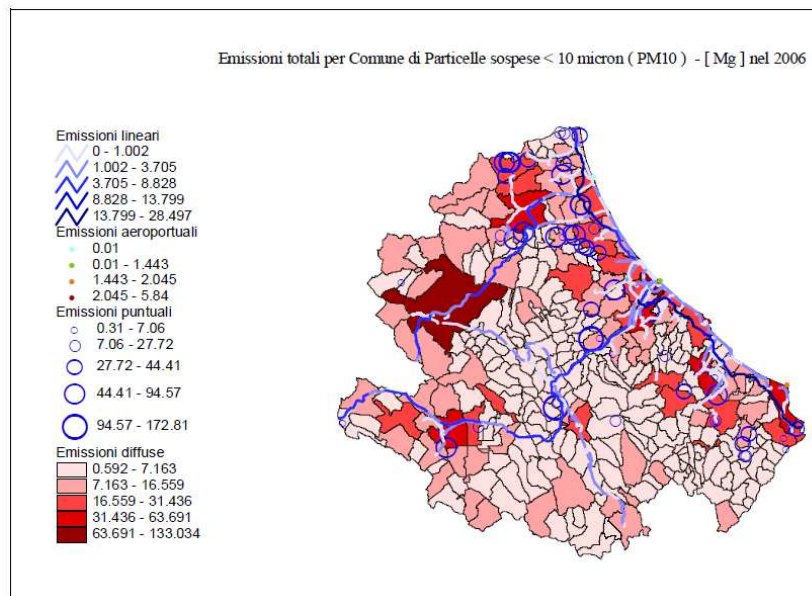 Emissioni totali per Comune di Particelle sospese < 10 micron ( PM10 ) - [ Mg ] nel 2006
Emissioni lineari
0 - 1.002
1.002 - 3.705
3.705 - 8.828
8.828 - 13.799
13.799 - 28.497
Emissioni aeroportuali
0.01
0.01 - 1.443
1.443 - 2.045
2.045 - 5.84
Emissioni puntuali
0.31 - 7.06
7.06 - 27.72
27.72 - 44.41
44.41 - 94.57
94.57 - 172.81
Emissioni diffuse
0.592 - 7.163
7.163 - 16.559
16.559 - 31.436
31.436 - 63.691
63.691 - 133.034